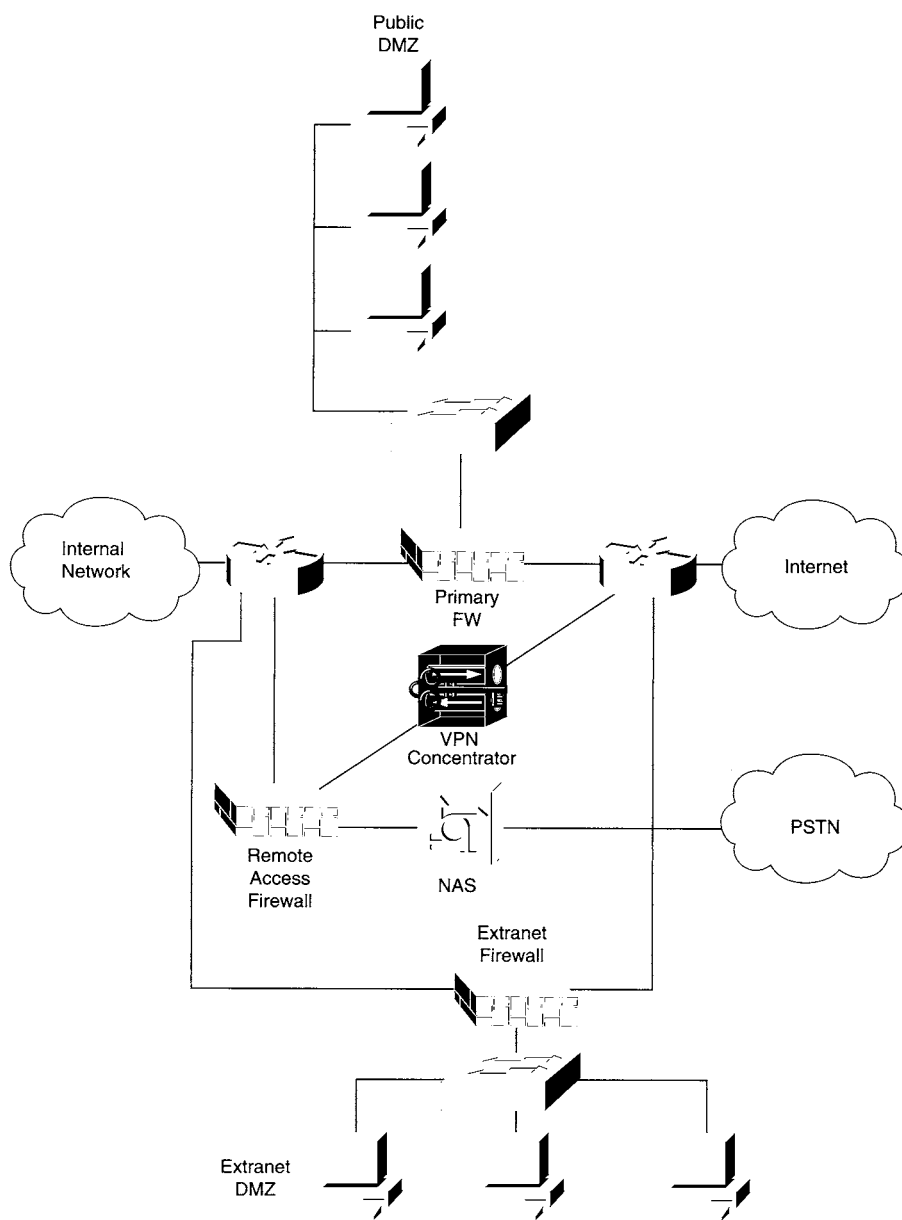 Public
DMZ
Internal
Network
Primary
FW
Internet
VPN
Concentrator
PSTN
Remote
Access
Firewall
NAS
Extranet
Firewall
Extranet
DMZ